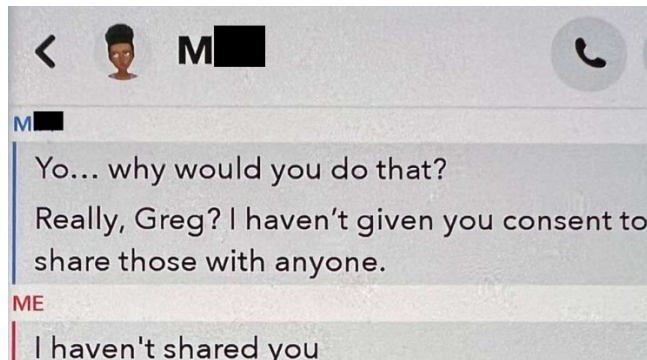 M
M
Yo... why would you do that?
Really, Greg? I haven't given you consent to
share those with anyone.
ME
I haven't shared you